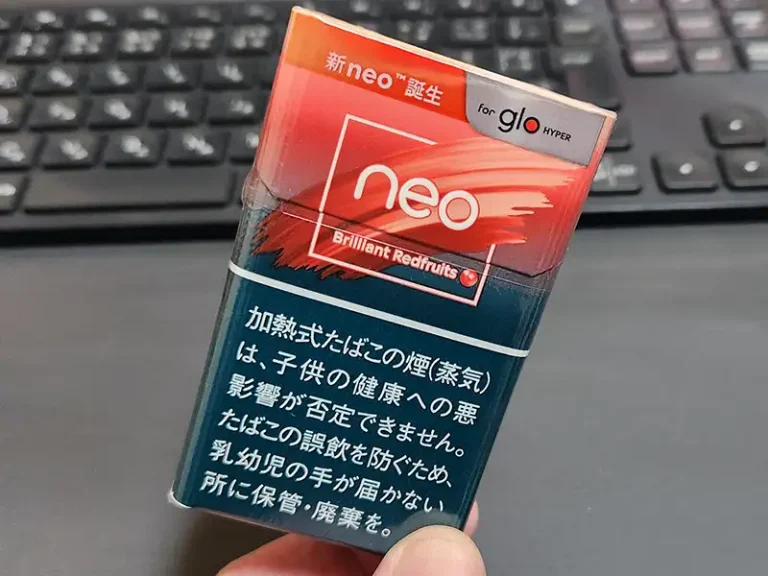 新neo™誕生
for glo HYPER
neo
Brilliant Redfruits
加熱式たばこの煙(蒸気)
は、子供の健康への悪
影響が否定できません。
たばこの誤飲を防ぐため、
乳幼児の手が届かない
所に保管・廃棄を。